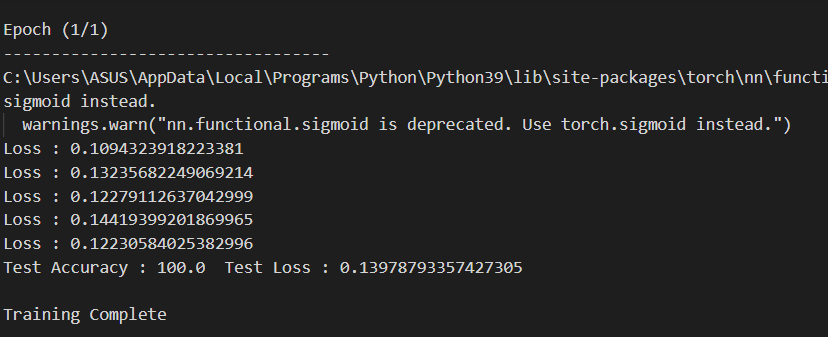 Epoch (1/1)
----------------------------------
C:\Users\ASUS\AppData\Local\Programs\Python\Python39\lib\site-packages\torch\nn\functi
sigmoid instead.
warnings.warn("nn.functional.sigmoid is deprecated. Use torch.sigmoid instead.")
Loss : 0.1094323918223381
Loss : 0.13235682249069214
Loss : 0.12279112637042999
Loss : 0.14419399201869965
Loss : 0.12230584025382996
Test Accuracy : 100.0  Test Loss : 0.13978793357427305
Training Complete